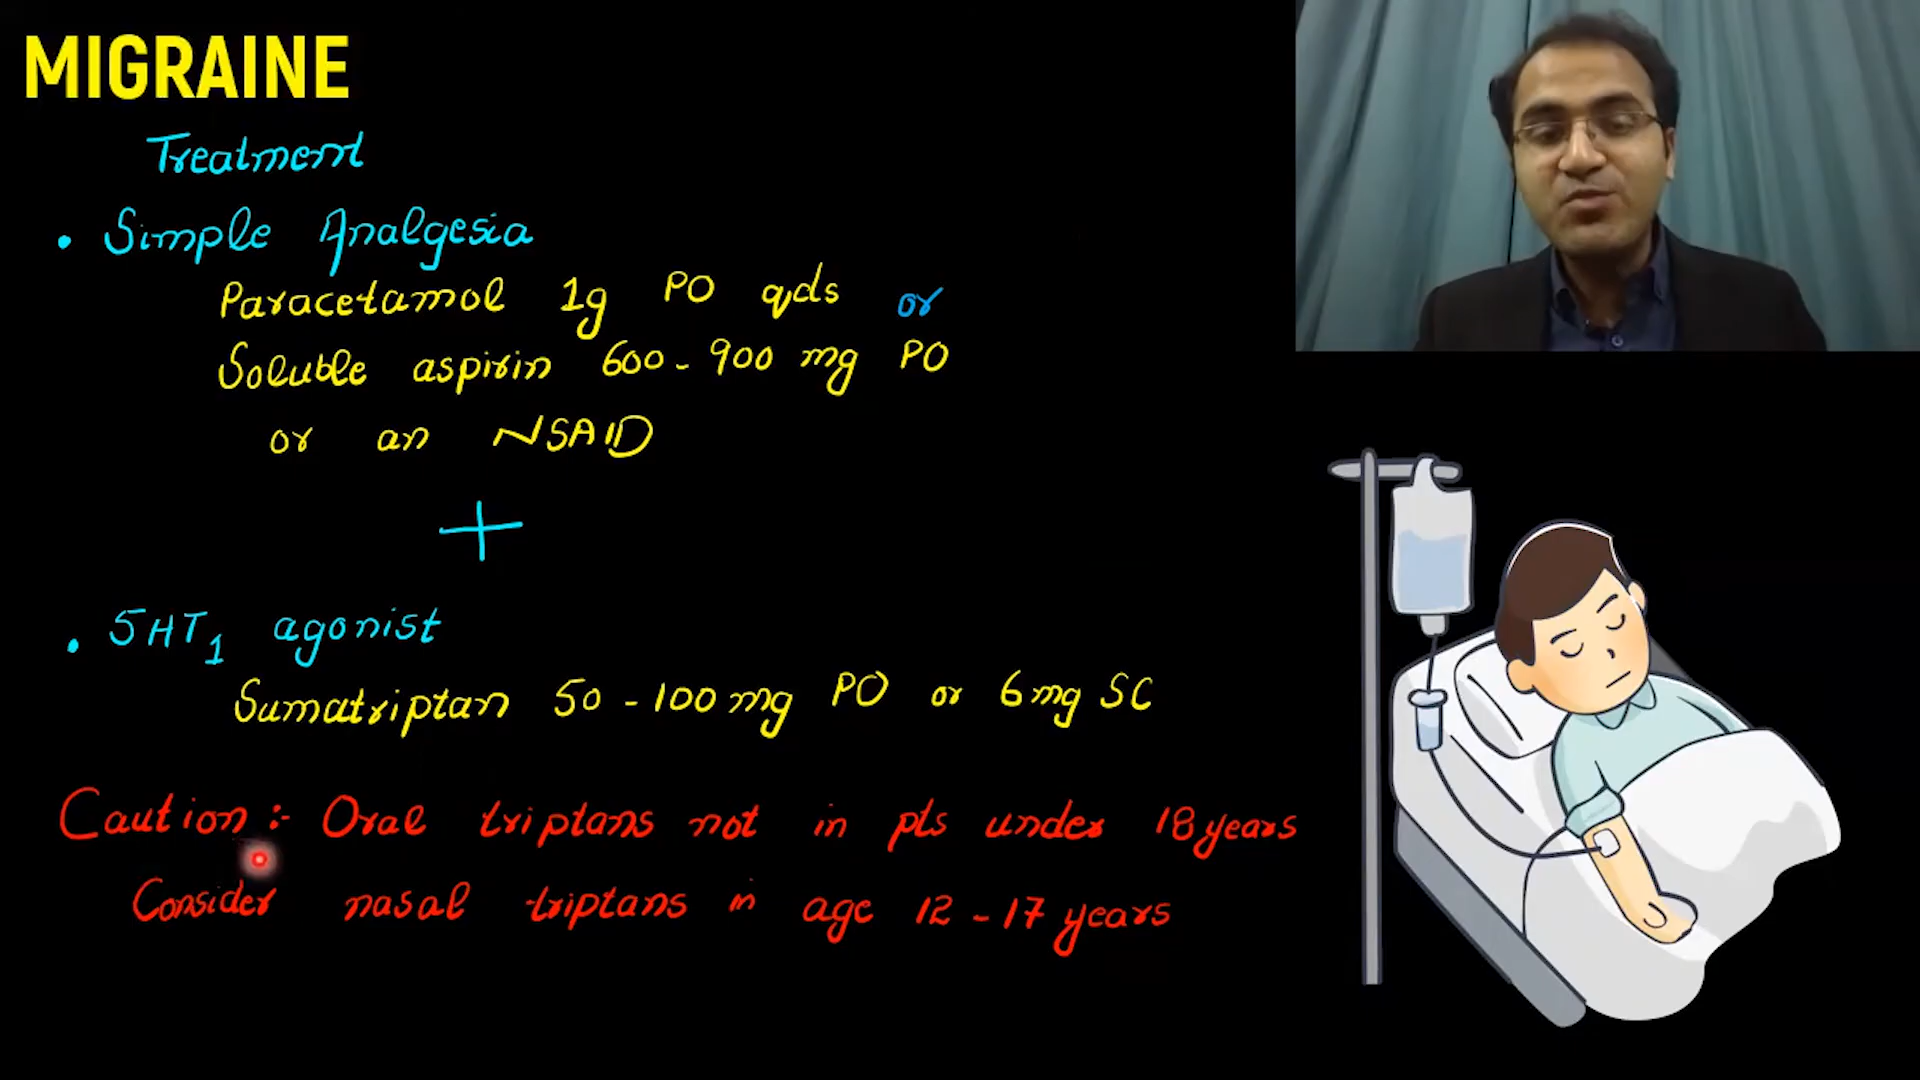 MIGRAINE
Treatment
• Simple Analgesia
Paracetamol 1g PO qds or
Soluble aspirin 600-900 mg PO
or an NSAID
+
• 5HT₁ agonist
Sumatriptan 50-100mg PO or 6mg SC
Caution:- Oral triptans not in pts under 18 years
Consider nasal triptans in age 12-17 years